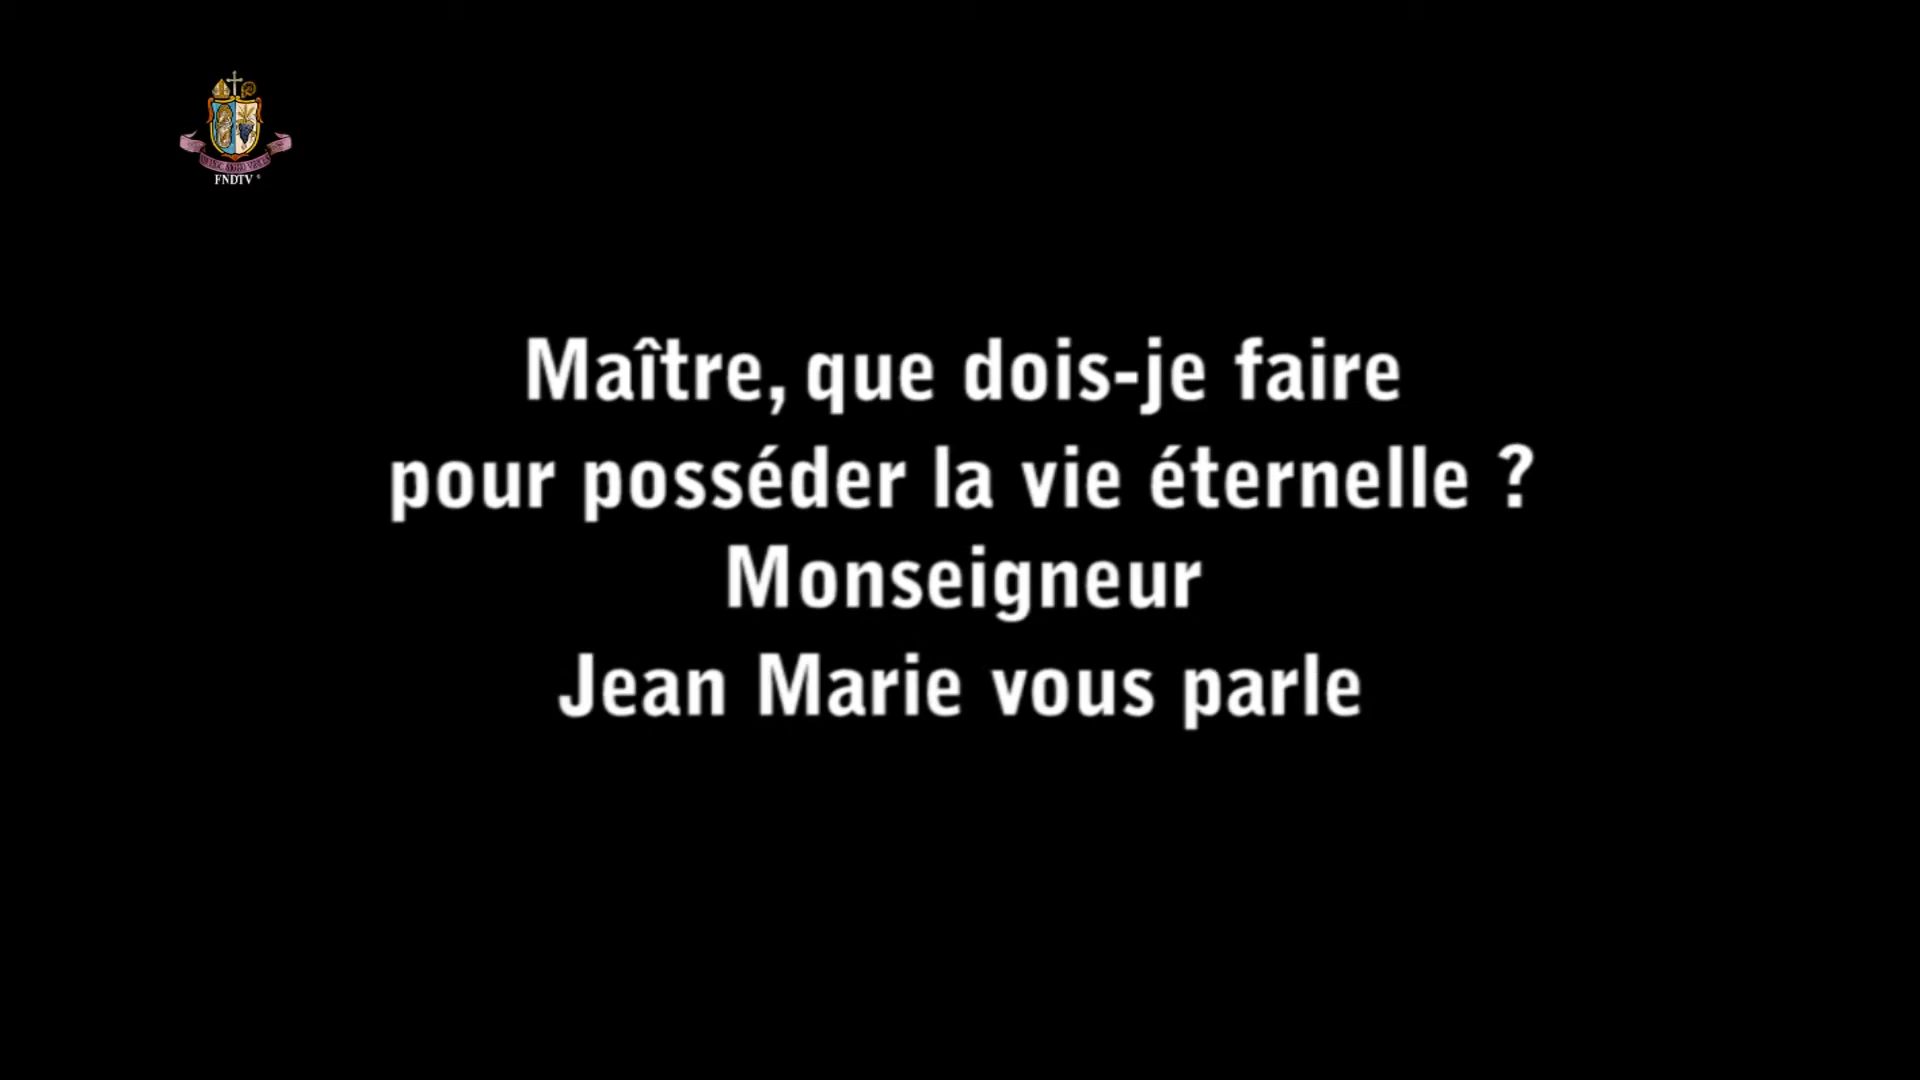 FNDTV
Maître, que dois-je faire
pour posséder la vie éternelle ?
Monseigneur
Jean Marie vous parle